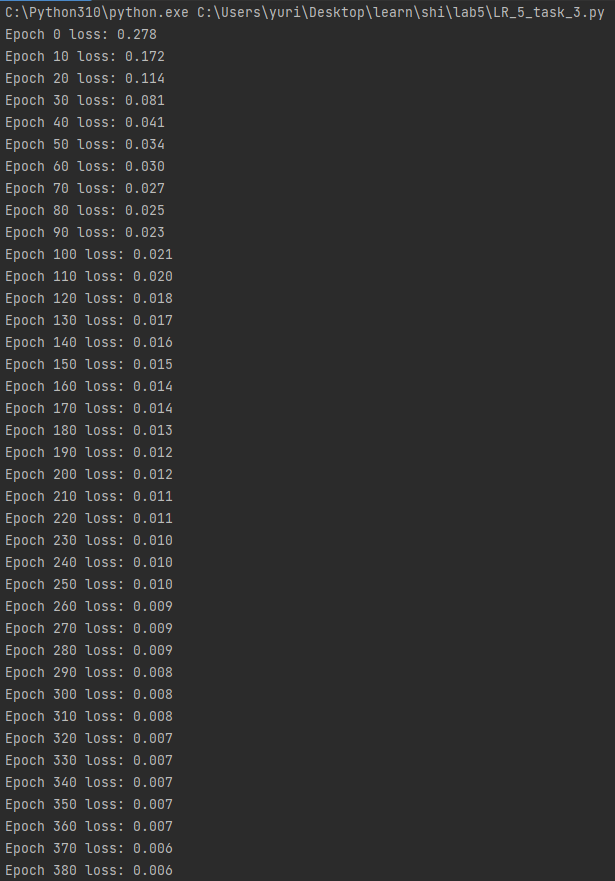 C:\Python310\python.exe C:\Users\yuri\Desktop\learn\shi\lab5\LR_5_task_3.py
Epoch 0 loss: 0.278
Epoch 10 loss: 0.172
Epoch 20 loss: 0.114
Epoch 30 loss: 0.081
Epoch 40 loss: 0.041
Epoch 50 loss: 0.034
Epoch 60 loss: 0.030
Epoch 70 loss: 0.027
Epoch 80 loss: 0.025
Epoch 90 loss: 0.023
Epoch 100 loss: 0.021
Epoch 110 loss: 0.020
Epoch 120 loss: 0.018
Epoch 130 loss: 0.017
Epoch 140 loss: 0.016
Epoch 150 loss: 0.015
Epoch 160 loss: 0.014
Epoch 170 loss: 0.014
Epoch 180 loss: 0.013
Epoch 190 loss: 0.012
Epoch 200 loss: 0.012
Epoch 210 loss: 0.011
Epoch 220 loss: 0.011
Epoch 230 loss: 0.010
Epoch 240 loss: 0.010
Epoch 250 loss: 0.010
Epoch 260 loss: 0.009
Epoch 270 loss: 0.009
Epoch 280 loss: 0.009
Epoch 290 loss: 0.008
Epoch 300 loss: 0.008
Epoch 310 loss: 0.008
Epoch 320 loss: 0.007
Epoch 330 loss: 0.007
Epoch 340 loss: 0.007
Epoch 350 loss: 0.007
Epoch 360 loss: 0.007
Epoch 370 loss: 0.006
Epoch 380 loss: 0.006